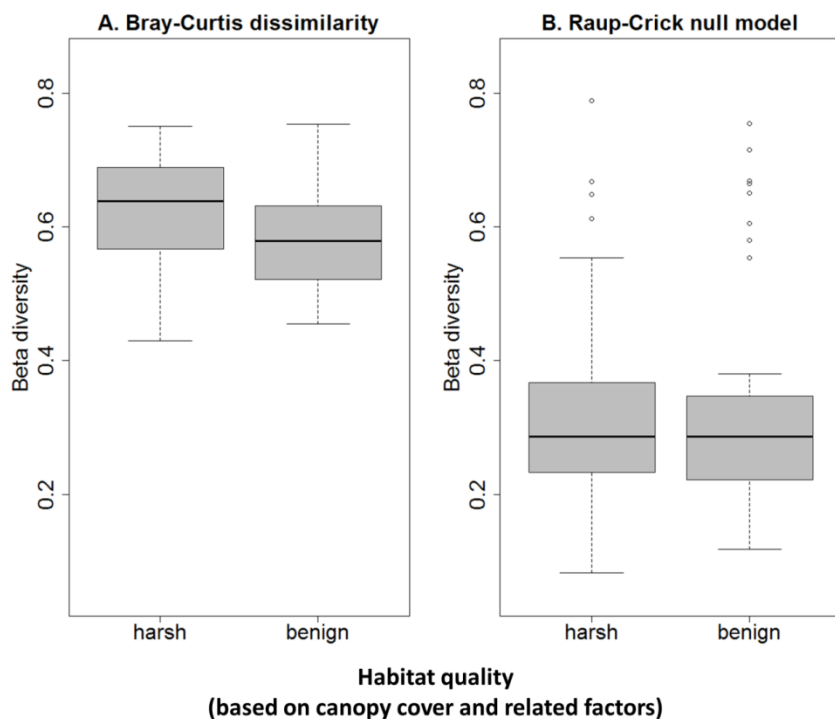 A. Bray-Curtis dissimilarity
Beta diversity
0.8
0.6
0.4
0.2
harsh benign
B. Raup-Crick null model
Beta diversity
0.8
0.6
0.4
0.2
harsh benign
Habitat quality
(based on canopy cover and related factors)